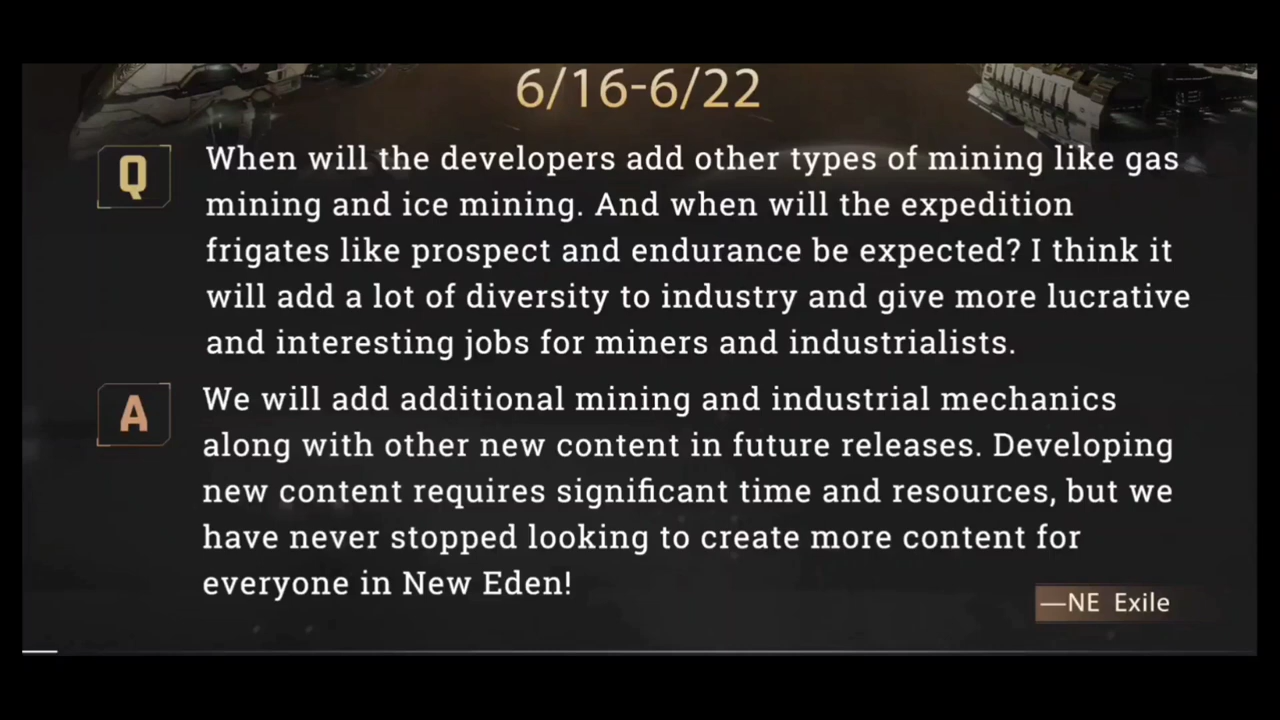 6/16-6/22
Q
When will the developers add other types of mining like gas
mining and ice mining. And when will the expedition
frigates like prospect and endurance be expected? I think it
will add a lot of diversity to industry and give more lucrative
and interesting jobs for miners and industrialists.
A
We will add additional mining and industrial mechanics
along with other new content in future releases. Developing
new content requires significant time and resources, but we
have never stopped looking to create more content for
everyone in New Eden!
—NE Exile